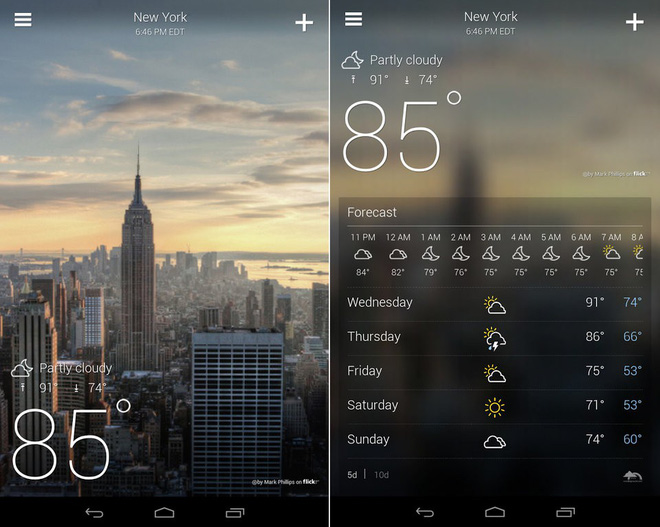 New York
6:46 PM EDT
Partly cloudy
91° 74°
85°
@by Mark Phillips on flickr
New York
6:46 PM EDT
Partly cloudy
91° 74°
85°
@by Mark Phillips on flickr
Forecast
11 PM 12 AM 1 AM 2 AM 3 AM 4 AM 5 AM 6 AM 7 AM 8 A
84° 82° 79° 76° 75° 75° 75° 75° 75° 75
Wednesday 91° 74°
Thursday 86° 66°
Friday 75° 53°
Saturday 71° 53°
Sunday 74° 60°
5d | 10d